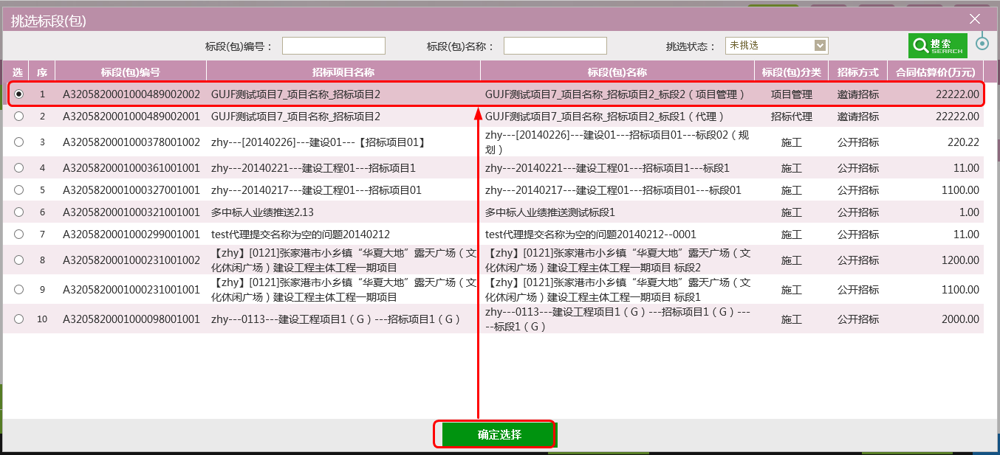 挑选标段(包)
标段(包)编号： 标段(包)名称： 挑选状态： 未挑选 搜索 SEARCH
选 序 标段(包)编号 招标项目名称 标段(包)名称 标段(包)分类 招标方式 合同估算价(万元)
1 A3205820001000489002002 GUJF测试项目7_项目名称_招标项目2 GUJF测试项目7_项目名称_招标项目2_标段2（项目管理） 项目管理 邀请招标 22222.00
2 A3205820001000489002001 GUJF测试项目7_项目名称_招标项目2 GUJF测试项目7_项目名称_招标项目2_标段1（代理） 招标代理 邀请招标 22222.00
3 A3205820001000378001002 zhy---[20140226]---建设01---【招标项目01】 zhy---[20140226]---建设01---招标项目01---标段02（规
划） 施工 公开招标 220.22
4 A3205820001000361001001 zhy---20140221---建设工程01---招标项目1 zhy---20140221---建设工程01---招标项目1---标段1 施工 公开招标 11.00
5 A3205820001000327001001 zhy---20140217---建设工程01---招标项目01 zhy---20140217---建设工程01---招标项目01---标段01 施工 公开招标 1100.00
6 A3205820001000321001001 多中标人业绩推送2.13 多中标人业绩推送测试标段1 施工 公开招标 1.00
7 A3205820001000299001001 test代理提交名称为空的问题20140212 test代理提交名称为空的问题20140212--0001 施工 公开招标 11.00
8 A3205820001000231001002 【zhy】[0121]张家港市小乡镇“华夏大地”露天广场（文 【zhy】[0121]张家港市小乡镇“华夏大地”露天广场（文
化休闲广场）建设工程主体工程一期项目 化休闲广场）建设工程主体工程一期项目 标段2 施工 公开招标 1200.00
9 A3205820001000231001001 【zhy】[0121]张家港市小乡镇“华夏大地”露天广场（文 【zhy】[0121]张家港市小乡镇“华夏大地”露天广场（文
化休闲广场）建设工程主体工程一期项目 化休闲广场）建设工程主体工程一期项目 标段1 施工 公开招标 1100.00
10 A3205820001000098001001 zhy---0113---建设工程项目1（G）---招标项目1（G） zhy---0113---建设工程项目1（G）---招标项目1（G）---
--标段1（G） 施工 公开招标 2000.00
确定选择